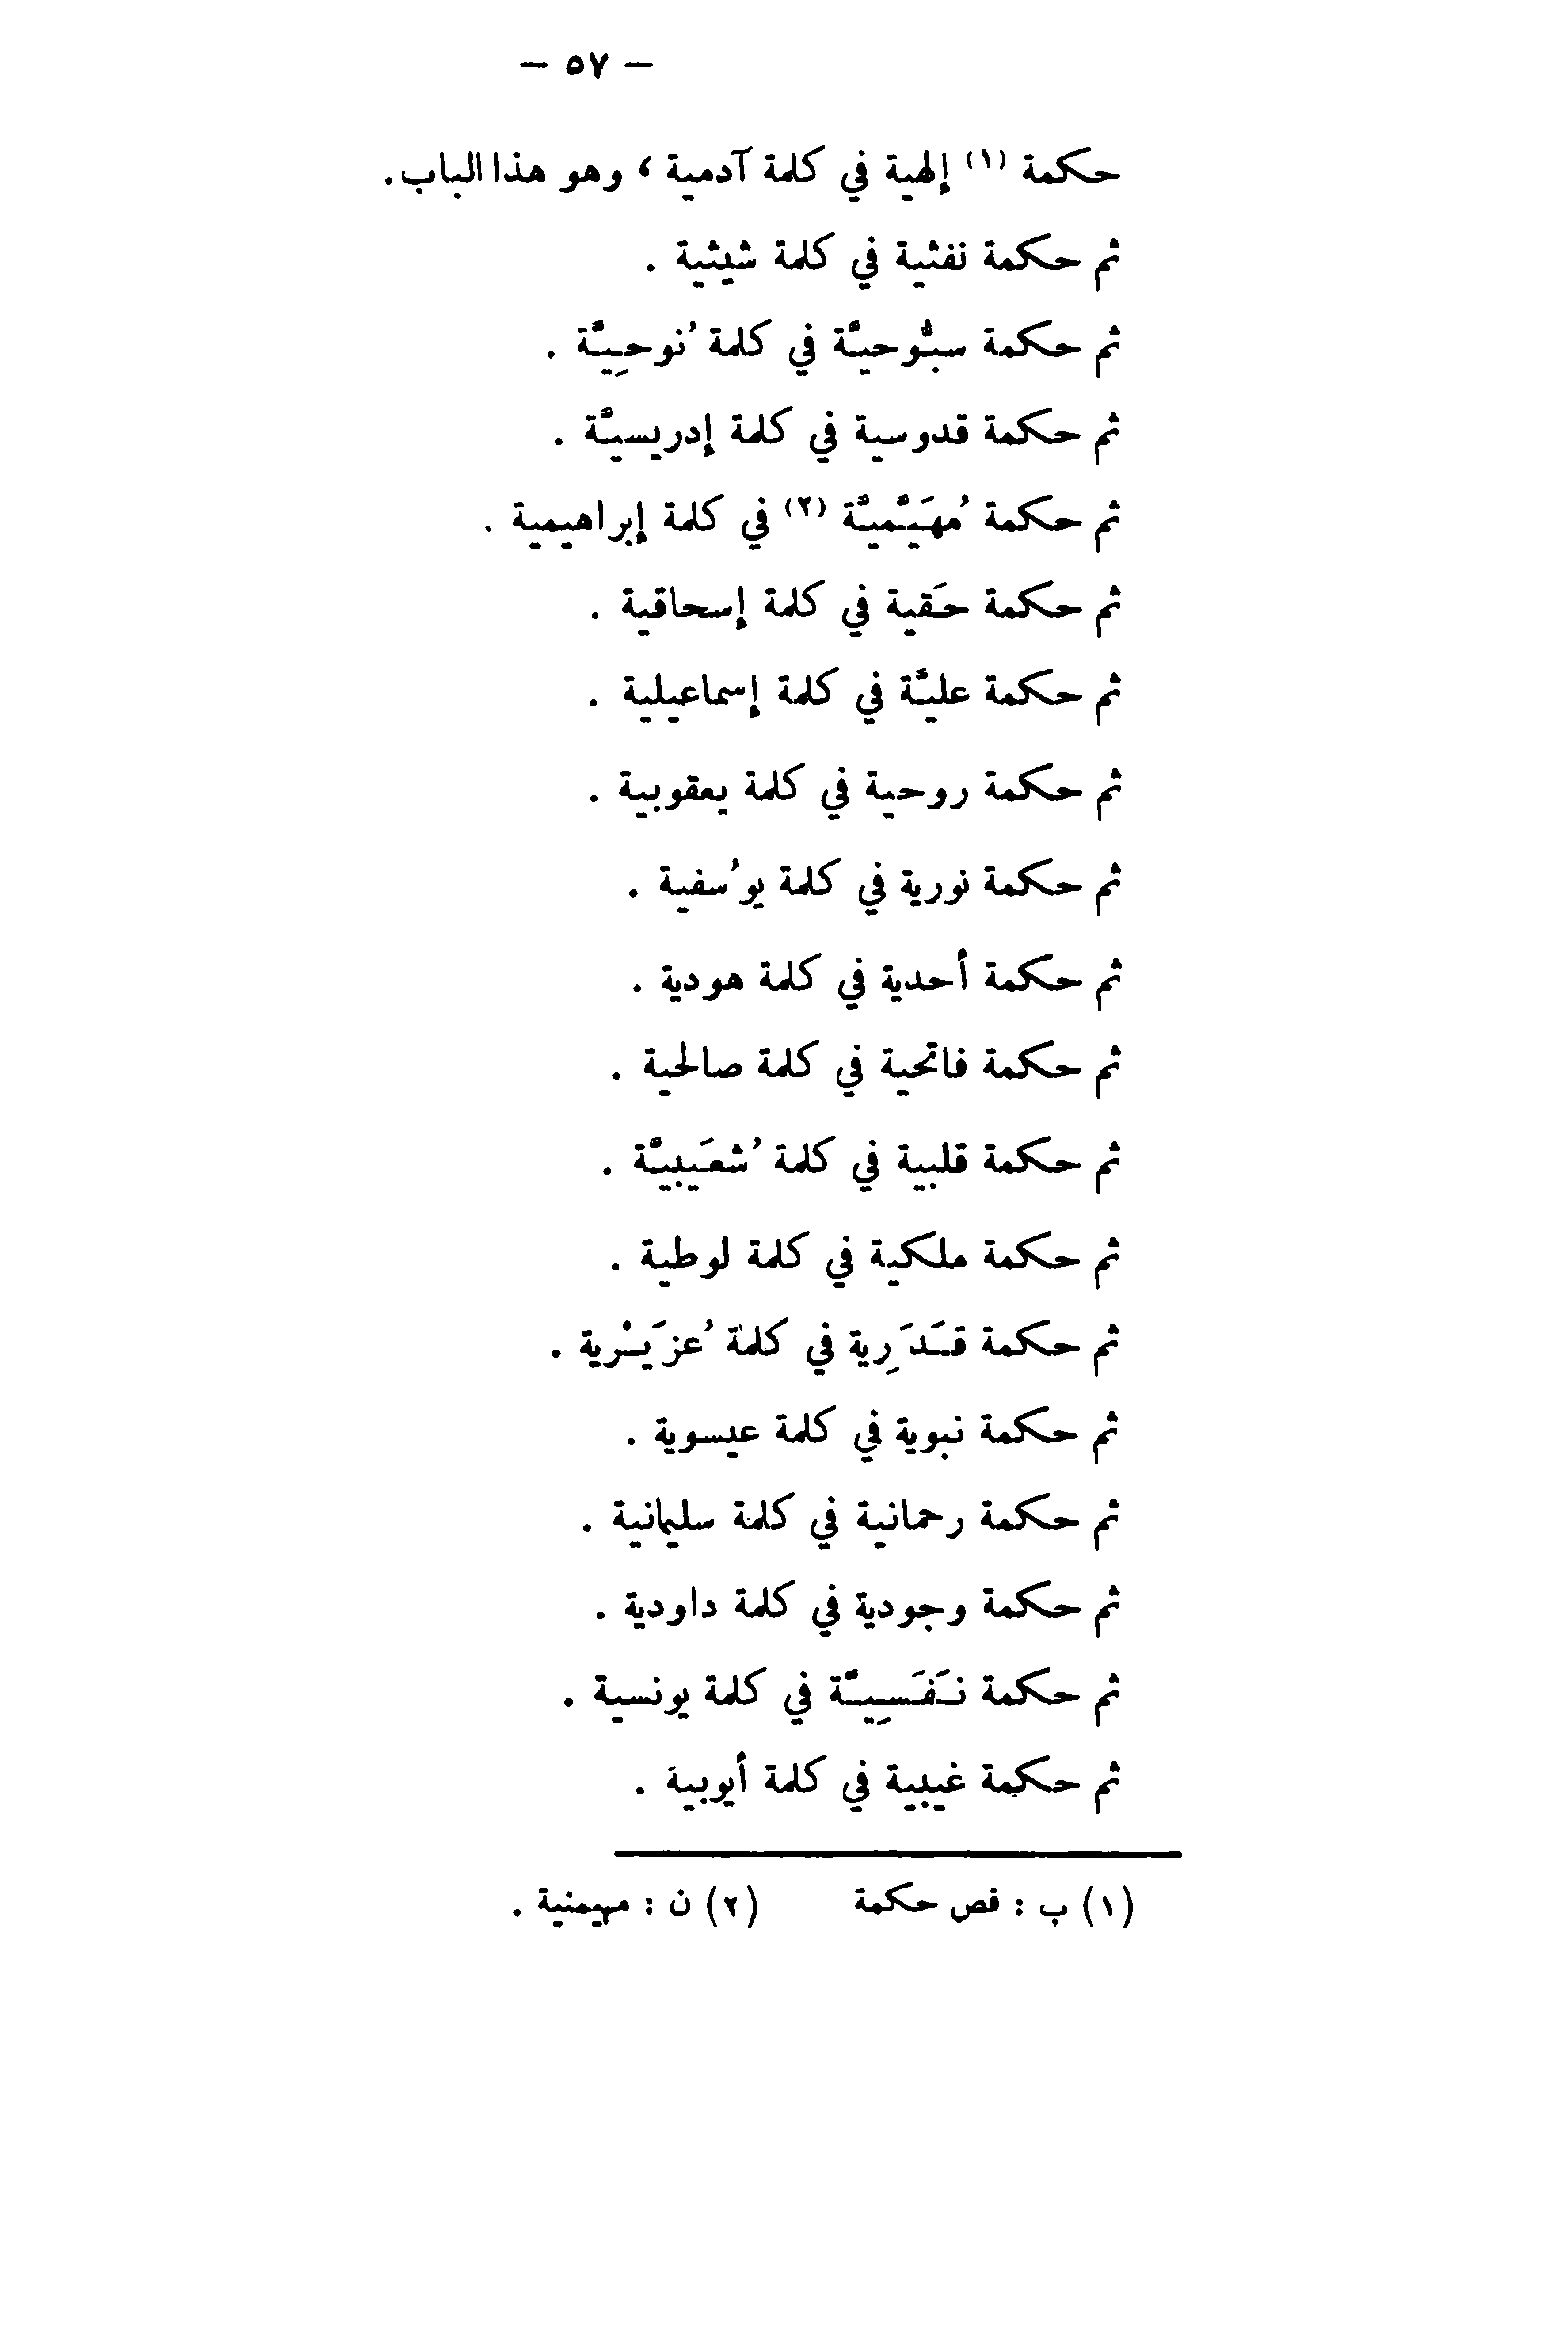 — ٥٧ —
حكمة (١) إلهية في كلمة آدمية ، وهو هذا الباب .
ثم حكمة نفثية في كلمة شيثية .
ثم حكمة سبُّوحيَّة في كلمة نُوحِيَّة .
ثم حكمة قدوسية في كلمة إدريسيَّة .
ثم حكمة مُهَيَّميَّة (٢) في كلمة إبراهيمية .
ثم حكمة حَقية في كلمة إسحاقية .
ثم حكمة عليَّة في كلمة إسماعيلية .
ثم حكمة روحية في كلمة يعقوبية .
ثم حكمة نورية في كلمة يوسُفية .
ثم حكمة أحدية في كلمة هودية .
ثم حكمة فاتحية في كلمة صالحية .
ثم حكمة قلبية في كلمة شُعَيبيَّة .
ثم حكمة ملكية في كلمة لوطية .
ثم حكمة قَدَرِية في كلمة عُزَيْرية .
ثم حكمة نبوية في كلمة عيسوية .
ثم حكمة رحمانية في كلمة سليمانية .
ثم حكمة وجودية في كلمة داودية .
ثم حكمة نَفَسِيَّة في كلمة يونسية .
ثم حكمة غيبية في كلمة أيوبية .
(١) ب : فص حكمة (٢) ن : مهيمنية .